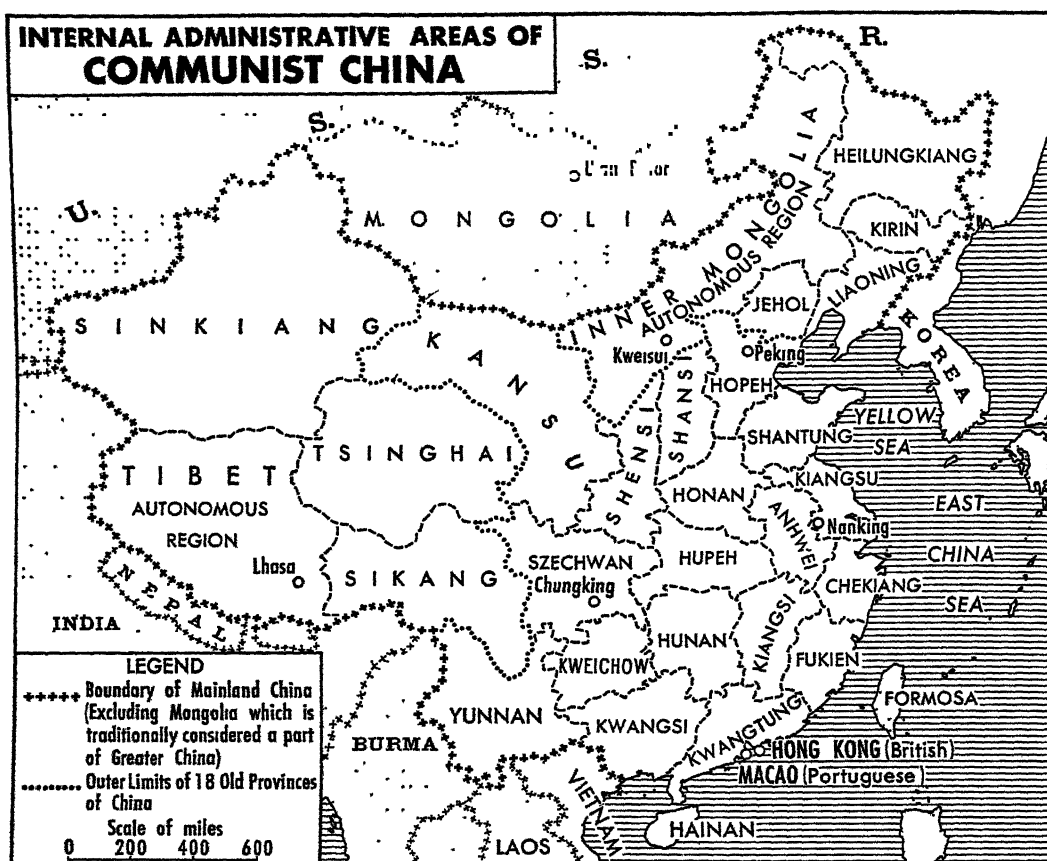 INTERNAL ADMINISTRATIVE AREAS OF
COMMUNIST CHINA
U. S. S. R.
MONGOLIA
HEILUNGKIANG
KIRIN
LIAONING
INNER MONGOLIA
AUTONOMOUS REGION
JEHOL
KOREA
SINKIANG
KANSU
Kweisui
Peking
HOPEH
SHANSI
SHENSI
YELLOW
SEA
SHANTUNG
TSINGHAI
TIBET
AUTONOMOUS
REGION
KIANGSU
HONAN
ANHWEI
Nanking
EAST
CHINA
SEA
Lhasa
NEPAL
INDIA
SIKANG
SZECHWAN
Chungking
HUPEH
CHEKIANG
HUNAN
KIANGSI
FUKIEN
KWEICHOW
FORMOSA
YUNNAN
KWANGSI
KWANGTUNG
BURMA
HONG KONG (British)
MACAO (Portuguese)
VIETNAM
LAOS
HAINAN
LEGEND
Boundary of Mainland China
(Excluding Mongolia which is
traditionally considered a part
of Greater China)
Outer Limits of 18 Old Provinces
of China
Scale of miles
0 200 400 600